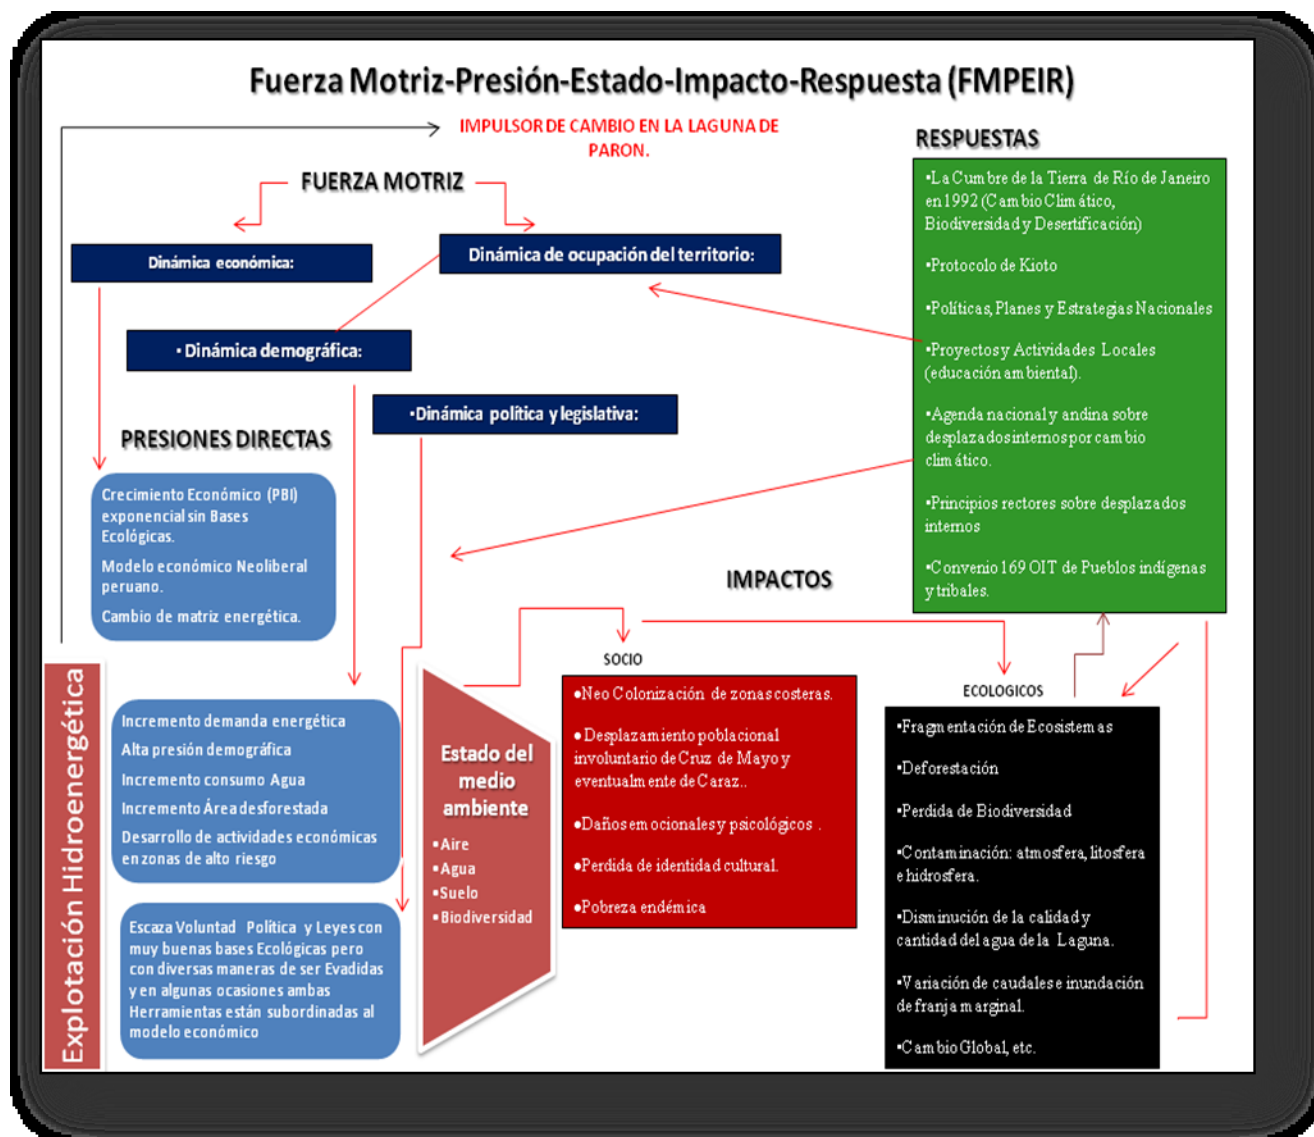 Fuerza Motriz-Presión-Estado-Impacto-Respuesta (FMPEIR)
IMPULSOR DE CAMBIO EN LA LAGUNA DE
PARON.
FUERZA MOTRIZ
Dinámica económica:
Dinámica de ocupación del territorio:
• Dinámica demográfica:
•Dinámica política y legislativa:
PRESIONES DIRECTAS
Crecimiento Económico (PBI)
exponencial sin Bases
Ecológicas.
Modelo económico Neoliberal
peruano.
Cambio de matriz energética.
Incremento demanda energética
Alta presión demográfica
Incremento consumo Agua
Incremento Área desforestada
Desarrollo de actividades económicas
en zonas de alto riesgo
Escaza Voluntad Política y Leyes con
muy buenas bases Ecológicas pero
con diversas maneras de ser Evadidas
y en algunas ocasiones ambas
Herramientas están subordinadas al
modelo económico
Explotación Hidroenergética
Estado del
medio
ambiente
▪Aire
▪Agua
▪Suelo
▪Biodiversidad
IMPACTOS
SOCIO
●Neo Colonización de zonas costeras.
● Desplazamiento poblacional
involuntario de Cruz de Mayo y
eventualmente de Caraz..
●Daños emocionales y psicológicos .
●Perdida de identidad cultural.
●Pobreza endémica
ECOLOGICOS
•Fragmentación de Ecosistemas
•Deforestación
•Perdida de Biodiversidad
•Contaminación: atmosfera, litosfera
e hidrosfera.
•Disminución de la calidad y
cantidad del agua de la Laguna.
•Variación de caudales e inundación
de franja marginal.
•Cambio Global, etc.
RESPUESTAS
•La Cumbre de la Tierra de Río de Janeiro
en 1992 (Cambio Climático,
Biodiversidad y Desertificación)
•Protocolo de Kioto
•Políticas, Planes y Estrategias Nacionales
•Proyectos y Actividades Locales
(educación ambiental).
•Agenda nacional y andina sobre
desplazados internos por cambio
climático.
•Principios rectores sobre desplazados
internos
•Convenio 169 OIT de Pueblos indígenas
y tribales.